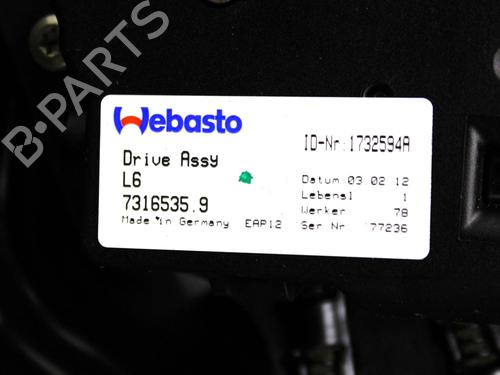 B-PARTS
Webasto
ID-Nr: 1732594A
Drive Assy
L6
7316535.9
Made in Germany EAP12
Datum 03 02 12
Lebensl 1
Werker 78
Ser Nr 77236